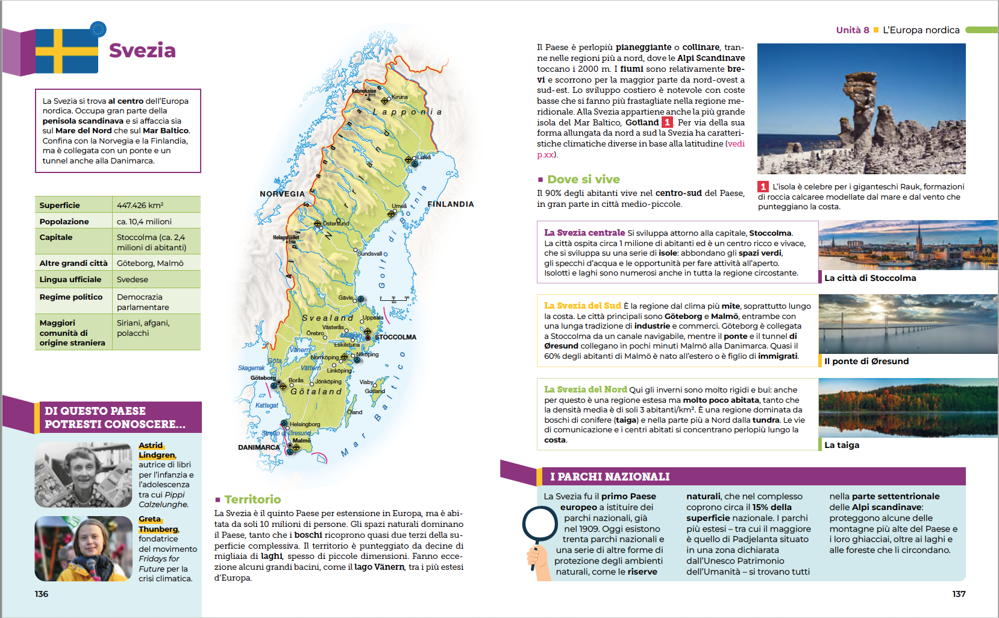 Svezia
La Svezia si trova al centro dell'Europa
nordica. Occupa gran parte della
penisola scandinava e si affaccia sia
sul Mare del Nord che sul Mar Baltico.
Confina con la Norvegia e la Finlandia,
ma è collegata con un ponte e un
tunnel anche alla Danimarca.
Superficie 447.426 km²
Popolazione ca. 10,4 milioni
Capitale Stoccolma (ca. 2,4
milioni di abitanti)
Altre grandi città Göteborg, Malmö
Lingua ufficiale Svedese
Regime politico Democrazia
parlamentare
Maggiori Siriani, afgani,
comunità di polacchi
origine straniera
DI QUESTO PAESE
POTRESTI CONOSCERE...
Astrid
Lindgren,
autrice di libri
per l'infanzia e
l'adolescenza
tra cui Pippi
Calzelunghe.
Greta
Thunberg,
fondatrice
del movimento
Fridays for
Future per la
crisi climatica.
136
Kebnekaise
2111
Kiruna
Lapponia
Luleå
NORVEGIA
FINLANDIA
Alpi Scandinave
Norrland
Umeå
Östersund
Helagsfjället
1796
Sundsvall
Golfo di Botnia
Gävle
0 50 100
km
Svealand
Uppsala
Västerås
Örebro
Mälaren
STOCCOLMA
Eskilstuna
Vänern
Norrköping
Nïköping
Göta
Skagerrak
Vättern
Linköping
Göteborg
Borås
Jönköping
Visby
Gotland
Götaland
Kattegat
Öland
Helsingborg
Stretto di Øresund
Malmö
DANIMARCA
Mar Baltico
Territorio
La Svezia è il quinto Paese per estensione in Europa, ma è abi-
tata da soli 10 milioni di persone. Gli spazi naturali dominano
il Paese, tanto che i boschi ricoprono quasi due terzi della su-
perficie complessiva. Il territorio è punteggiato da decine di
migliaia di laghi, spesso di piccole dimensioni. Fanno ecce-
zione alcuni grandi bacini, come il lago Vänern, tra i più estesi
d'Europa.
Unità 8 L'Europa nordica
Il Paese è perlopiù pianeggiante o collinare, tran-
ne nelle regioni più a nord, dove le Alpi Scandinave
toccano i 2000 m. I fiumi sono relativamente bre-
vi e scorrono per la maggior parte da nord-ovest a
sud-est. Lo sviluppo costiero è notevole con coste
basse che si fanno più frastagliate nella regione me-
ridionale. Alla Svezia appartiene anche la più grande
isola del Mar Baltico, Gotland 1. Per via della sua
forma allungata da nord a sud la Svezia ha caratteri-
stiche climatiche diverse in base alla latitudine (vedi
p.xx).
1 L'isola è celebre per i giganteschi Rauk, formazioni
di roccia calcaree modellate dal mare e dal vento che
punteggiano la costa.
Dove si vive
Il 90% degli abitanti vive nel centro-sud del Paese,
in gran parte in città medio-piccole.
La Svezia centrale Si sviluppa attorno alla capitale, Stoccolma.
La città ospita circa 1 milione di abitanti ed è un centro ricco e vivace,
che si sviluppa su una serie di isole: abbondano gli spazi verdi,
gli specchi d'acqua e le opportunità per fare attività all'aperto.
Isolotti e laghi sono numerosi anche in tutta la regione circostante.
La città di Stoccolma
La Svezia del Sud È la regione dal clima più mite, soprattutto lungo
la costa. Le città principali sono Göteborg e Malmö, entrambe con
una lunga tradizione di industrie e commerci. Göteborg è collegata
a Stoccolma da un canale navigabile, mentre il ponte e il tunnel di
Øresund collegano in pochi minuti Malmö alla Danimarca. Quasi il
60% degli abitanti di Malmö è nato all'estero o è figlio di immigrati.
Il ponte di Øresund
La Svezia del Nord Qui gli inverni sono molto rigidi e bui: anche
per questo è una regione estesa ma molto poco abitata, tanto che
la densità media è di soli 3 abitanti/km². È una regione dominata da
boschi di conifere (taiga) e nella parte più a Nord dalla tundra. Le vie
di comunicazione e i centri abitati si concentrano perlopiù lungo la
costa.
La taiga
I PARCHI NAZIONALI
La Svezia fu il primo Paese
europeo a istituire dei
parchi nazionali, già
nel 1909. Oggi esistono
trenta parchi nazionali e
una serie di altre forme di
protezione degli ambienti
naturali, come le riserve
naturali, che nel complesso
coprono circa il 15% della
superficie nazionale. I parchi
più estesi – tra cui il maggiore
è quello di Padjelanta situato
in una zona dichiarata
dall'Unesco Patrimonio
dell'Umanità – si trovano tutti
nella parte settentrionale
delle Alpi scandinave:
proteggono alcune delle
montagne più alte del Paese e
i loro ghiacciai, oltre ai laghi e
alle foreste che li circondano.
137